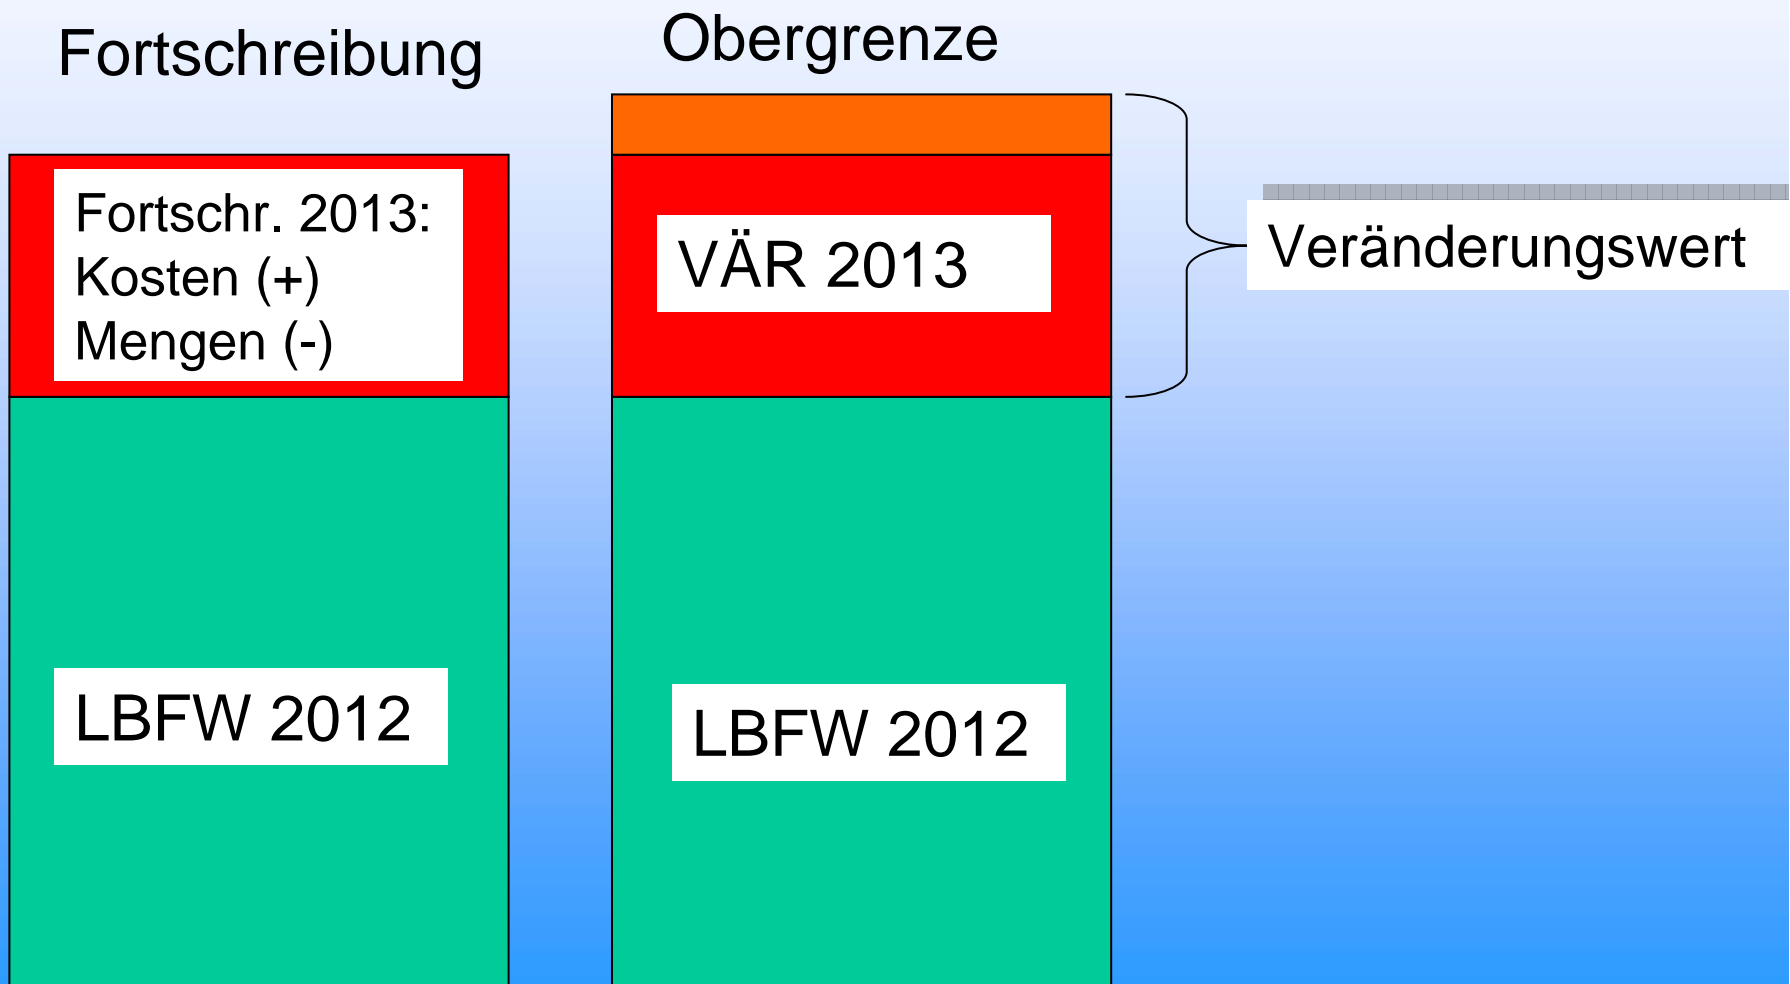 Fortschreibung
Obergrenze
Fortschr. 2013:
Kosten (+)
Mengen (-)
VÄR 2013
Veränderungswert
LBFW 2012
LBFW 2012